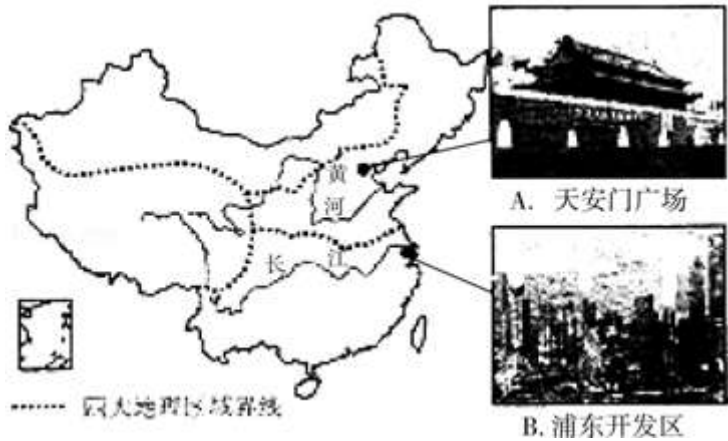 黄
河
长 江
A. 天安门广场
四大地理区域界线
B. 浦东开发区